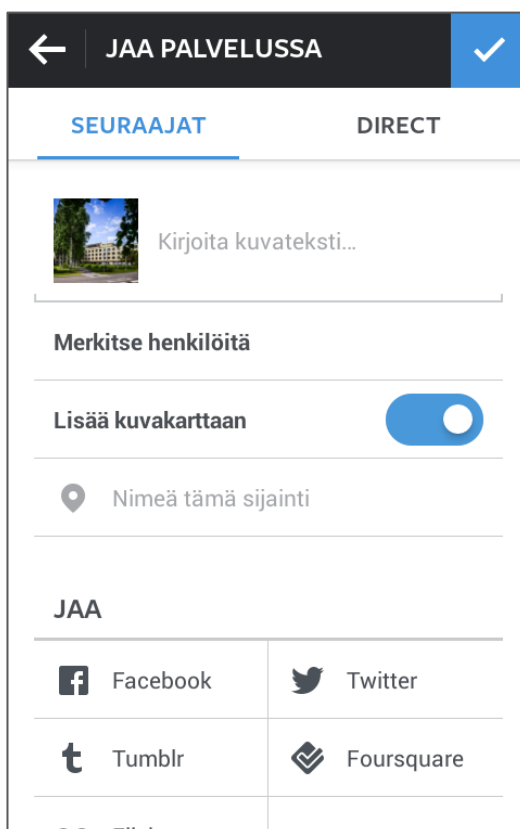 JAA PALVELUSSA
SEURAAJAT DIRECT
Kirjoita kuvateksti...
Merkitse henkilöitä
Lisää kuvakarttaan
Nimeä tämä sijainti
JAA
Facebook Twitter
Tumblr Foursquare